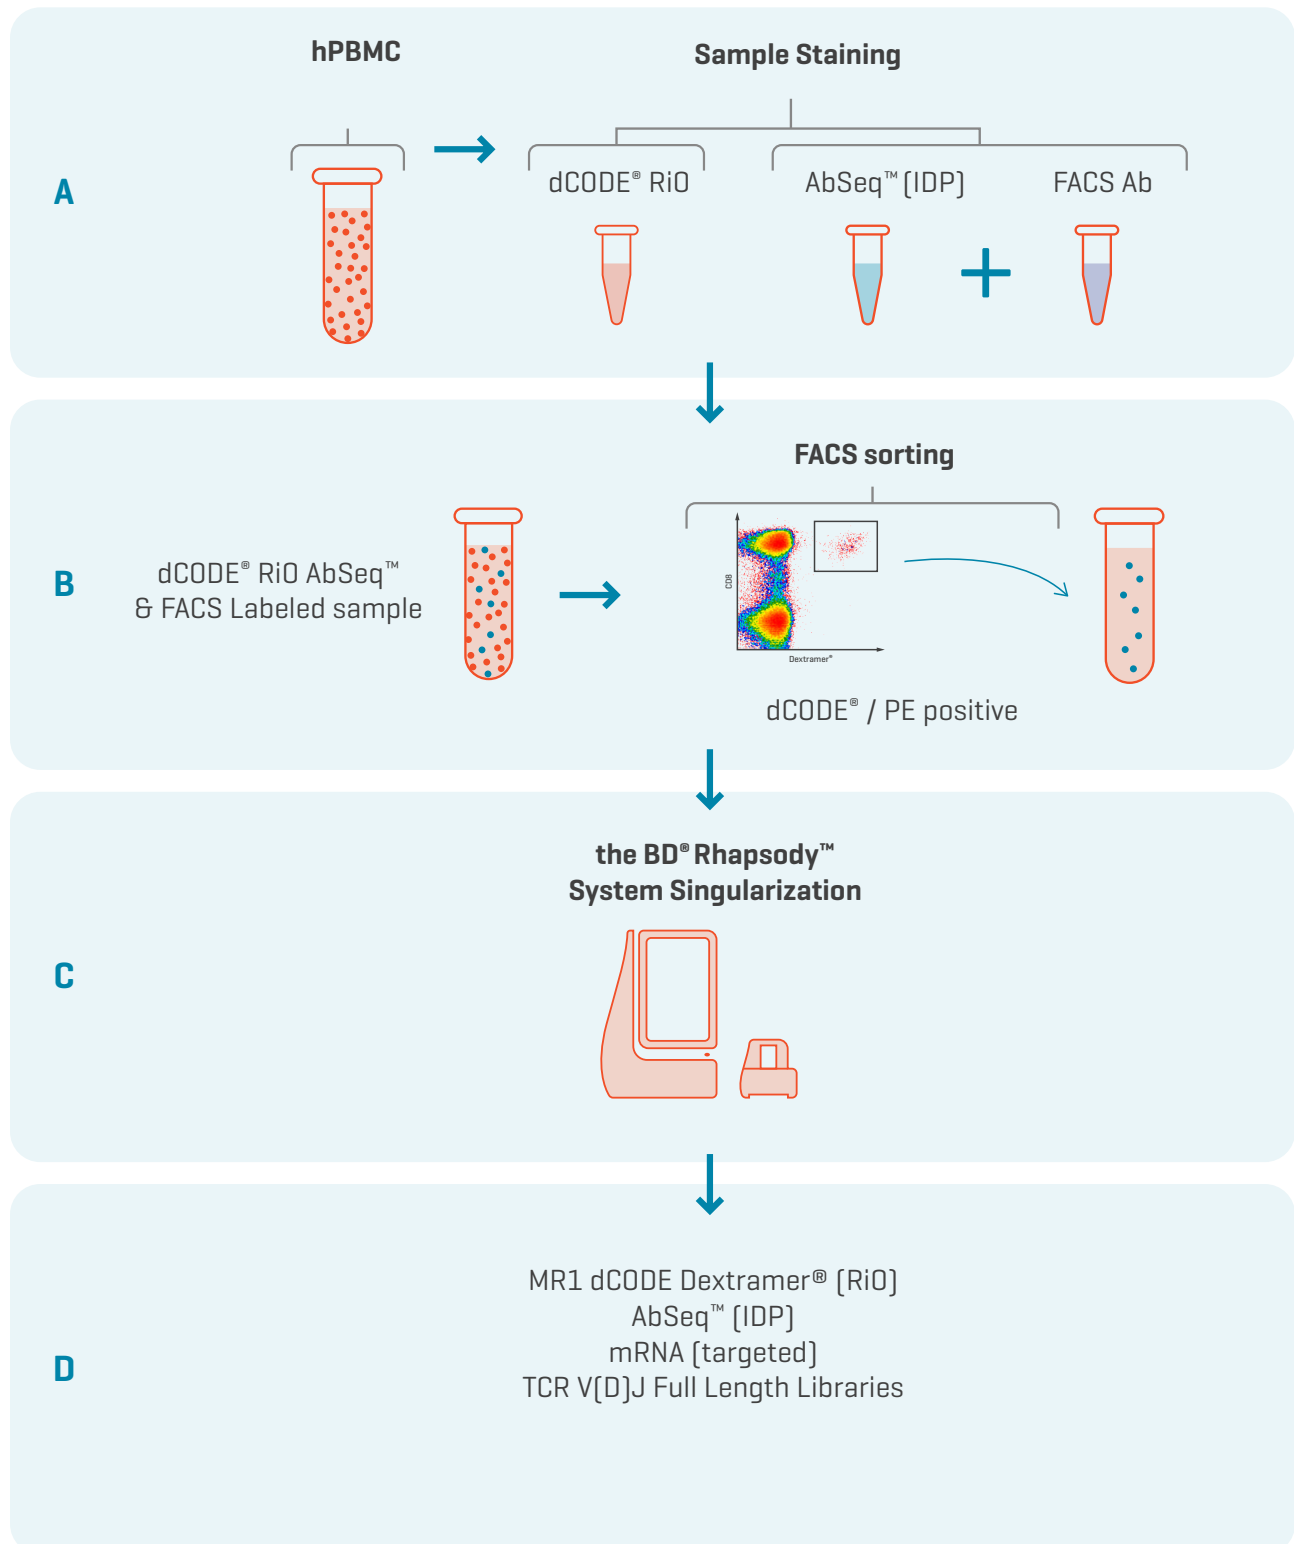 hPBMC
Sample Staining
A
dCODE® RiO
AbSeq™ (IDP)
FACS Ab
FACS sorting
B
dCODE® RiO AbSeq™
& FACS Labeled sample
CD8
Dextramer®
dCODE® / PE positive
the BD® Rhapsody™
System Singularization
C
MR1 dCODE Dextramer® (RiO)
AbSeq™ (IDP)
mRNA (targeted)
TCR V(D)J Full Length Libraries
D